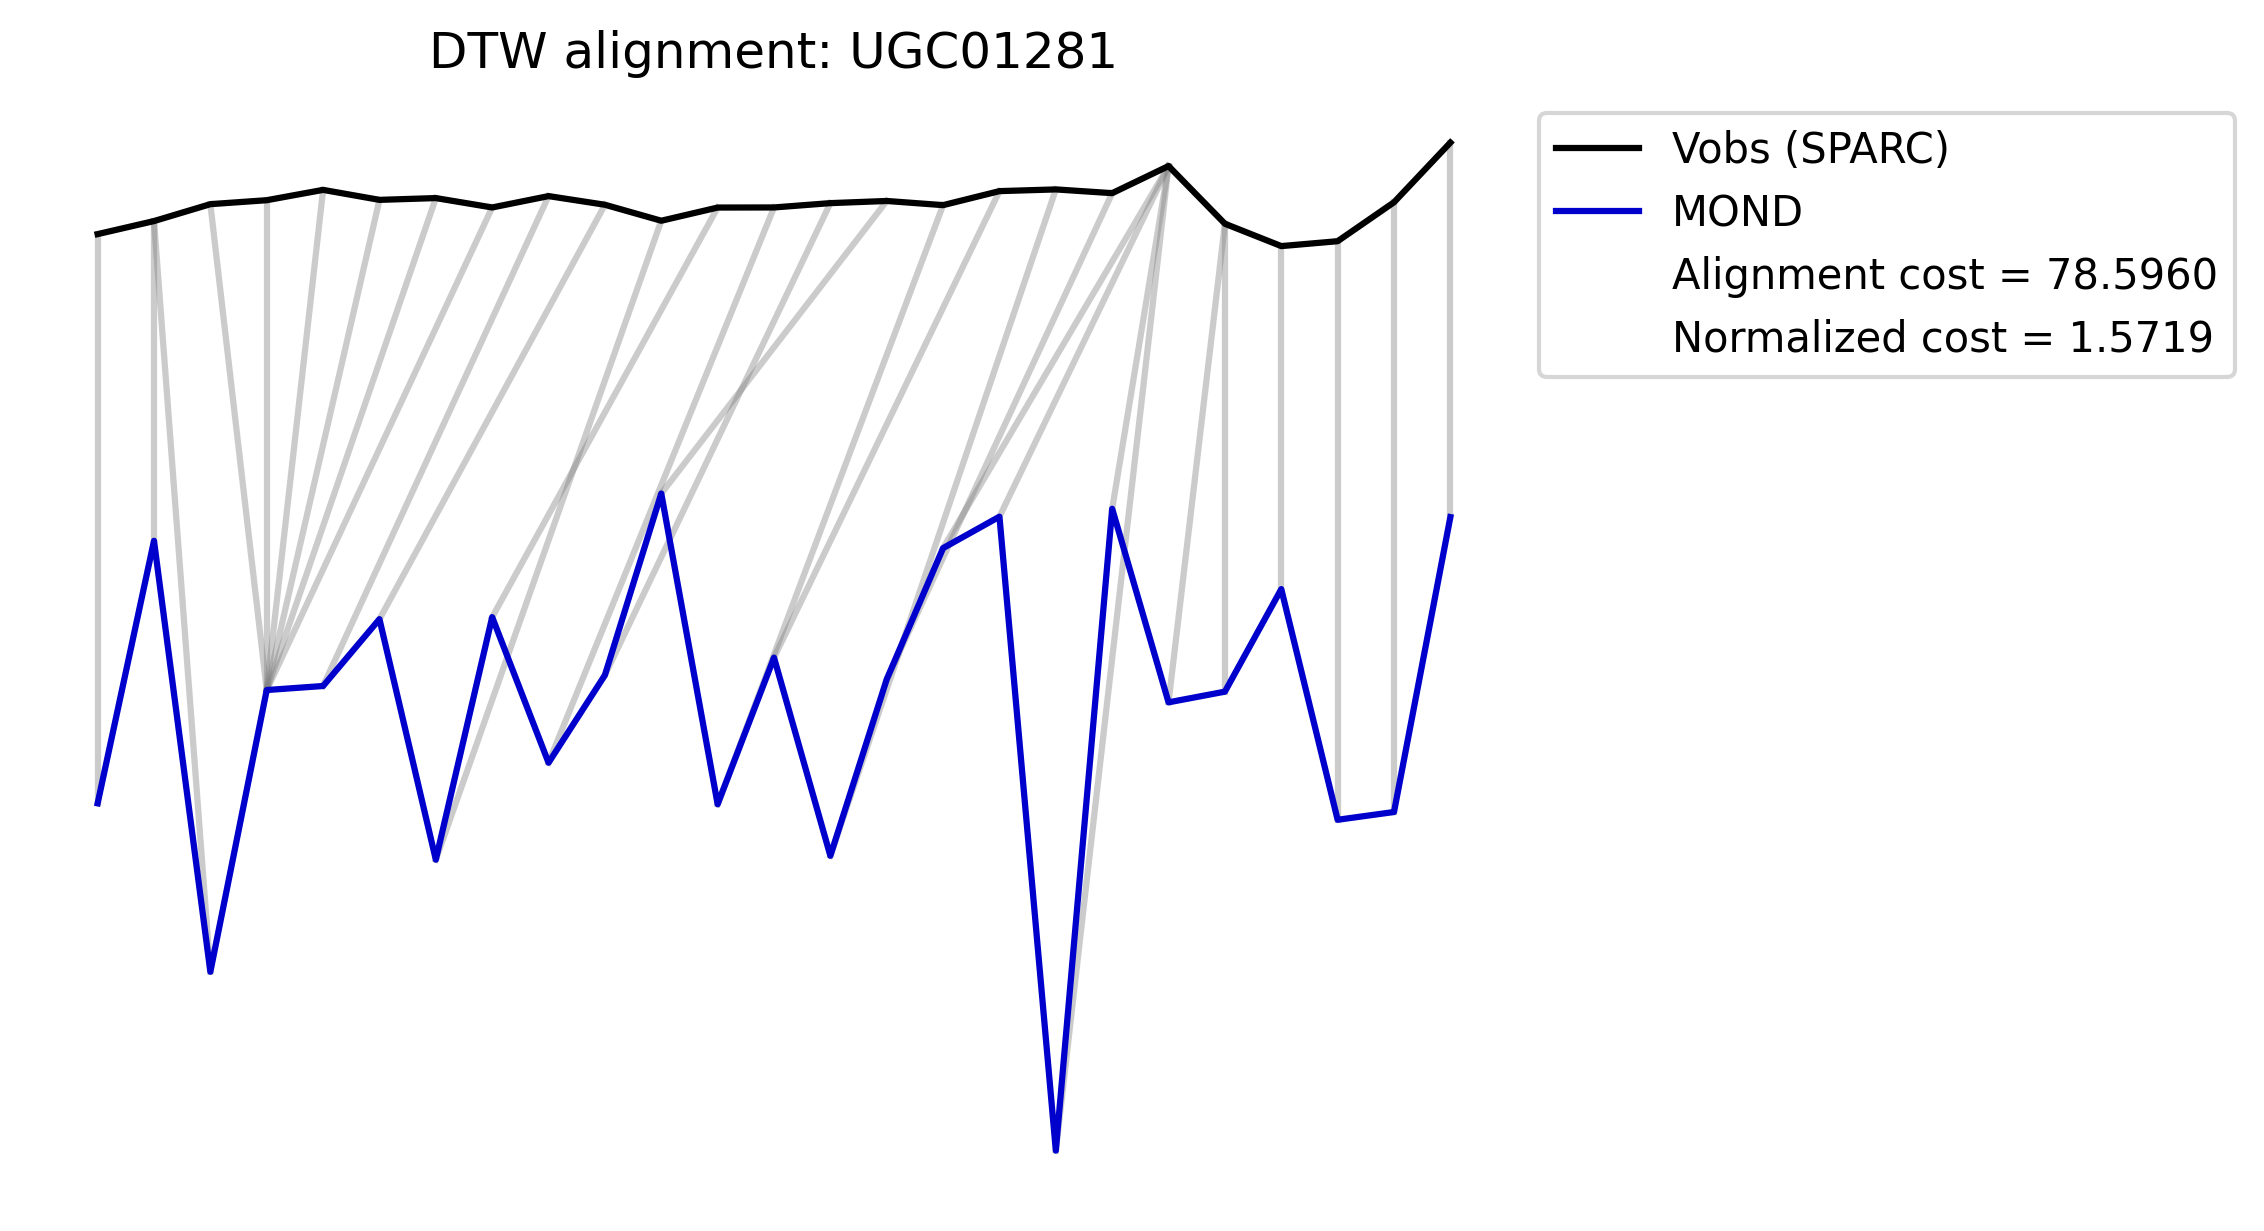 DTW alignment: UGC01281
Vobs (SPARC)
MOND
Alignment cost = 78.5960
Normalized cost = 1.5719